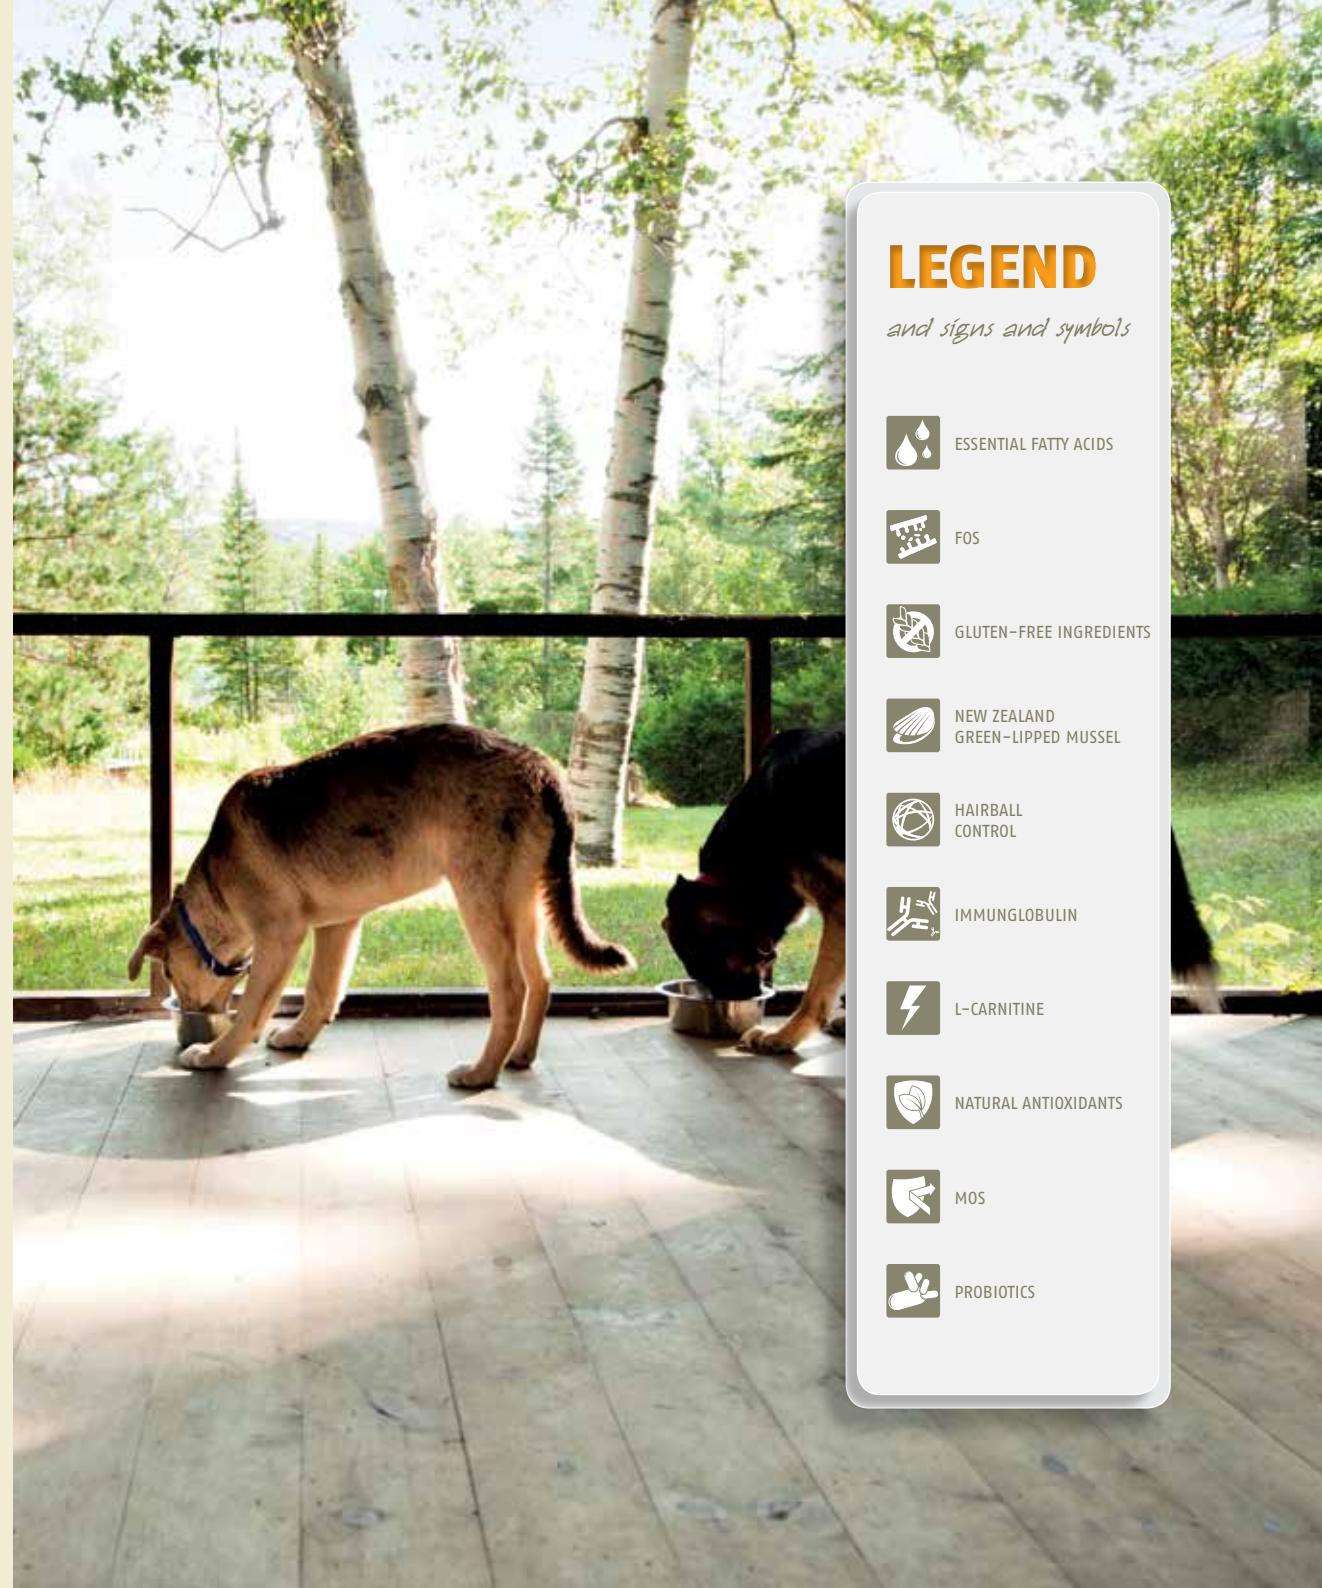 LEGEND
and signs and symbols
ESSENTIAL FATTY ACIDS
FOS
GLUTEN-FREE INGREDIENTS
NEW ZEALAND
GREEN-LIPPED MUSSEL
HAIRBALL
CONTROL
IMMUNGLOBULIN
L-CARNITINE
NATURAL ANTIOXIDANTS
MOS
PROBIOTICS